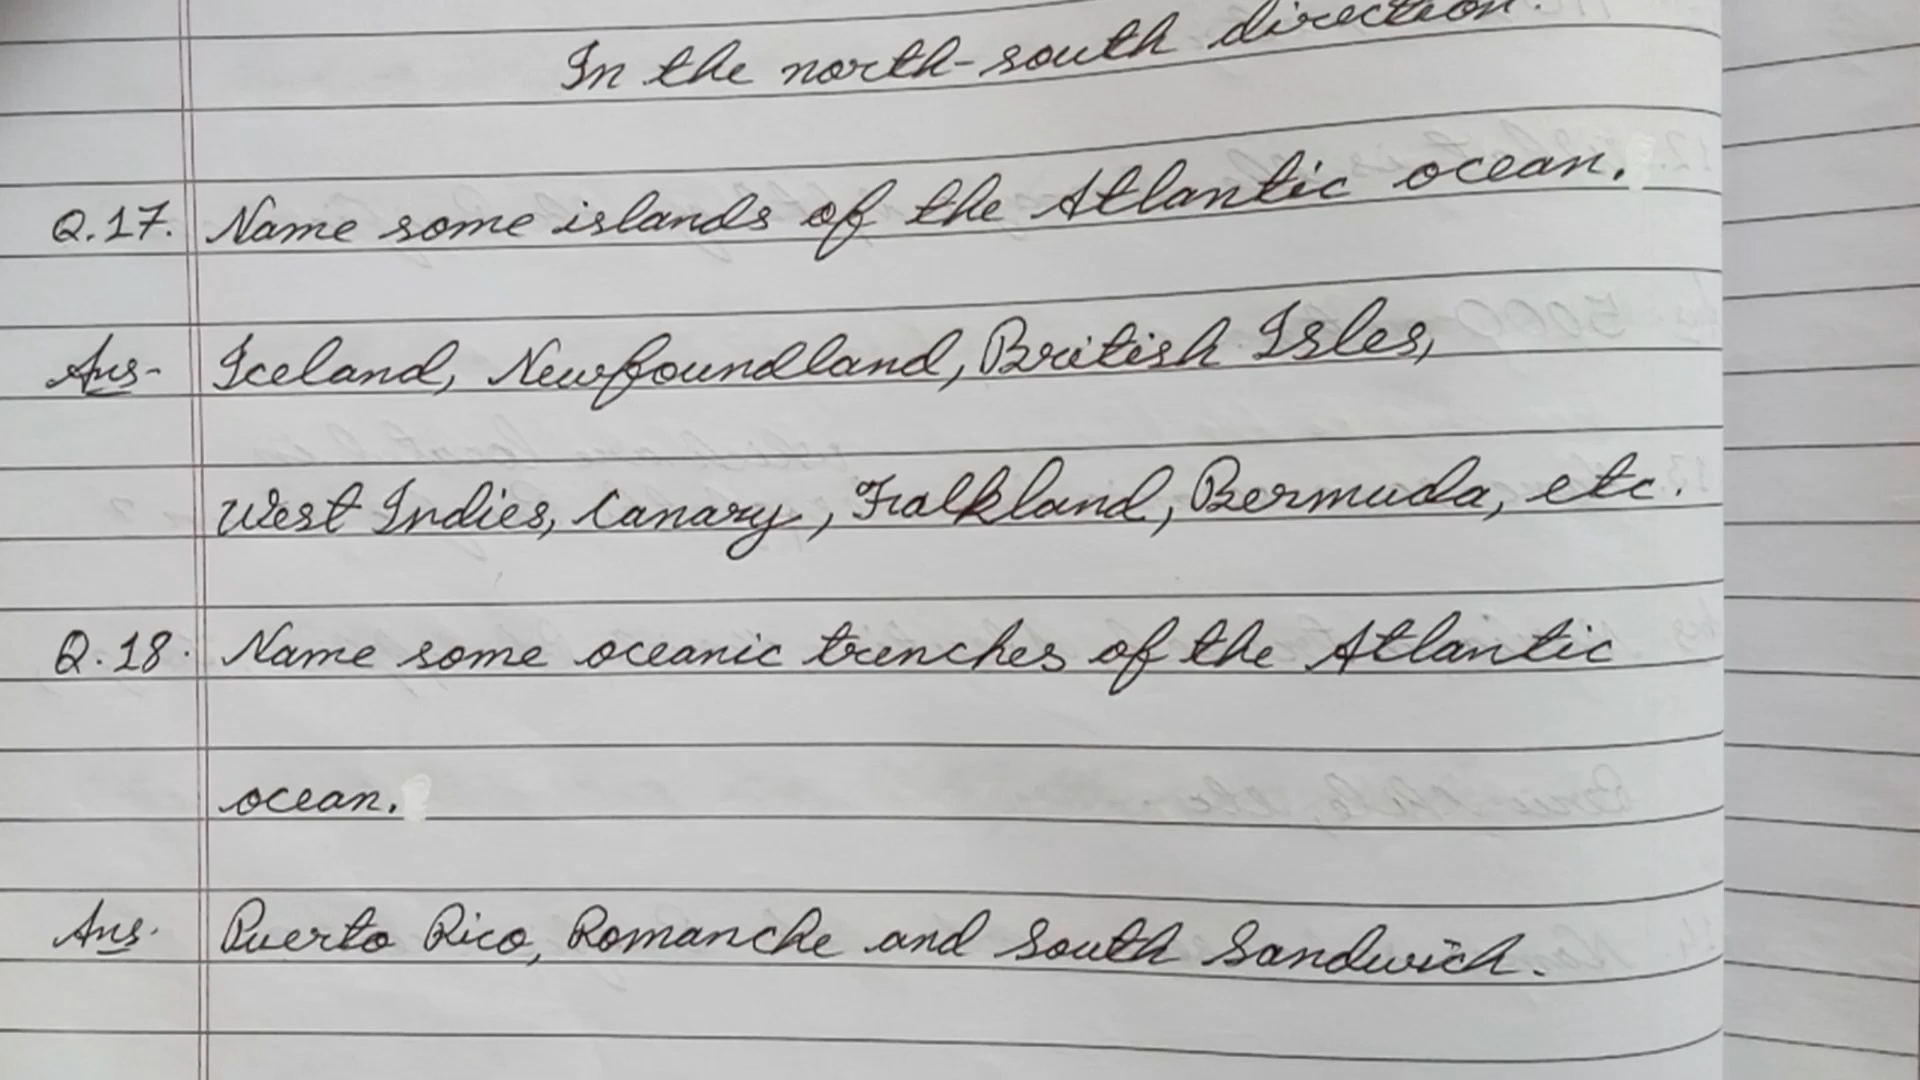 In the north-south direction.
Q.17. Name some islands of the Atlantic ocean.
Ans- Iceland, Newfoundland, British Isles,
West Indies, Canary, Falkland, Bermuda, etc.
Q.18. Name some oceanic trenches of the Atlantic
ocean.
Ans. Puerto Rico, Romanche and South Sandwich.